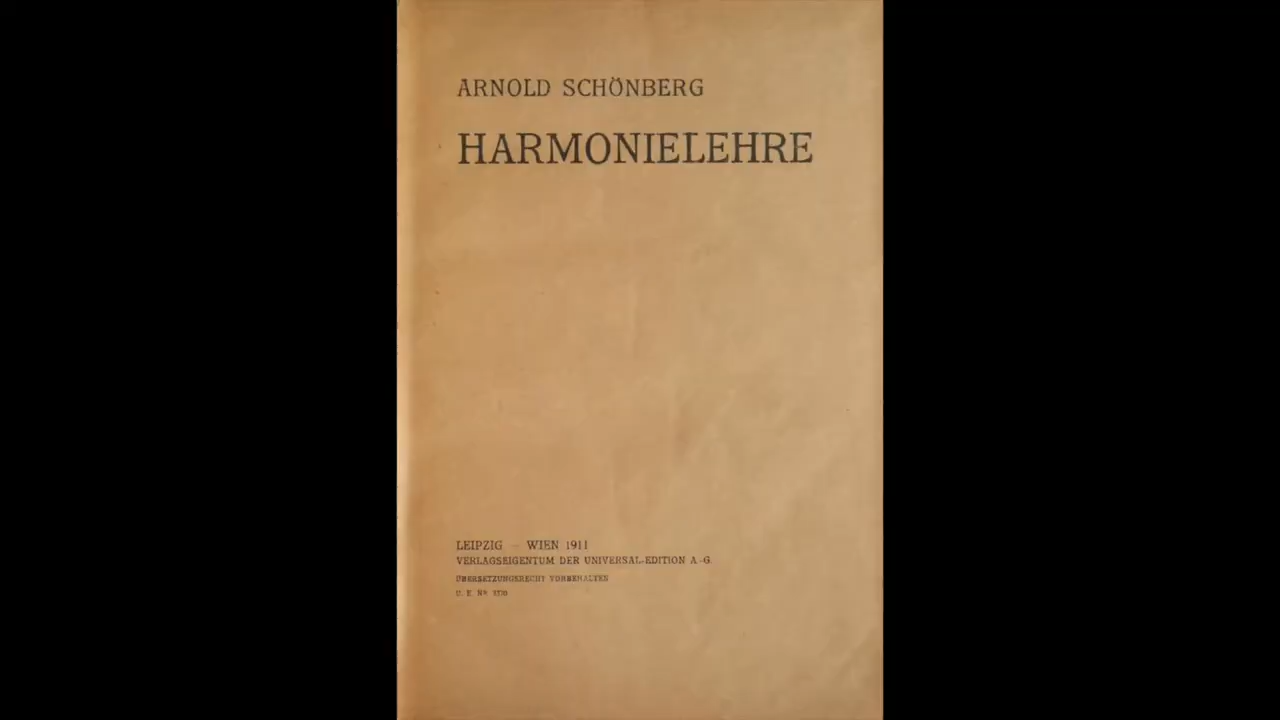 ARNOLD SCHÖNBERG
HARMONIELEHRE
LEIPZIG — WIEN 1911
VERLAGSEIGENTUM DER UNIVERSAL-EDITION A.-G.
ÜBERSETZUNGSRECHT VORBEHALTEN
U. E. Nr.